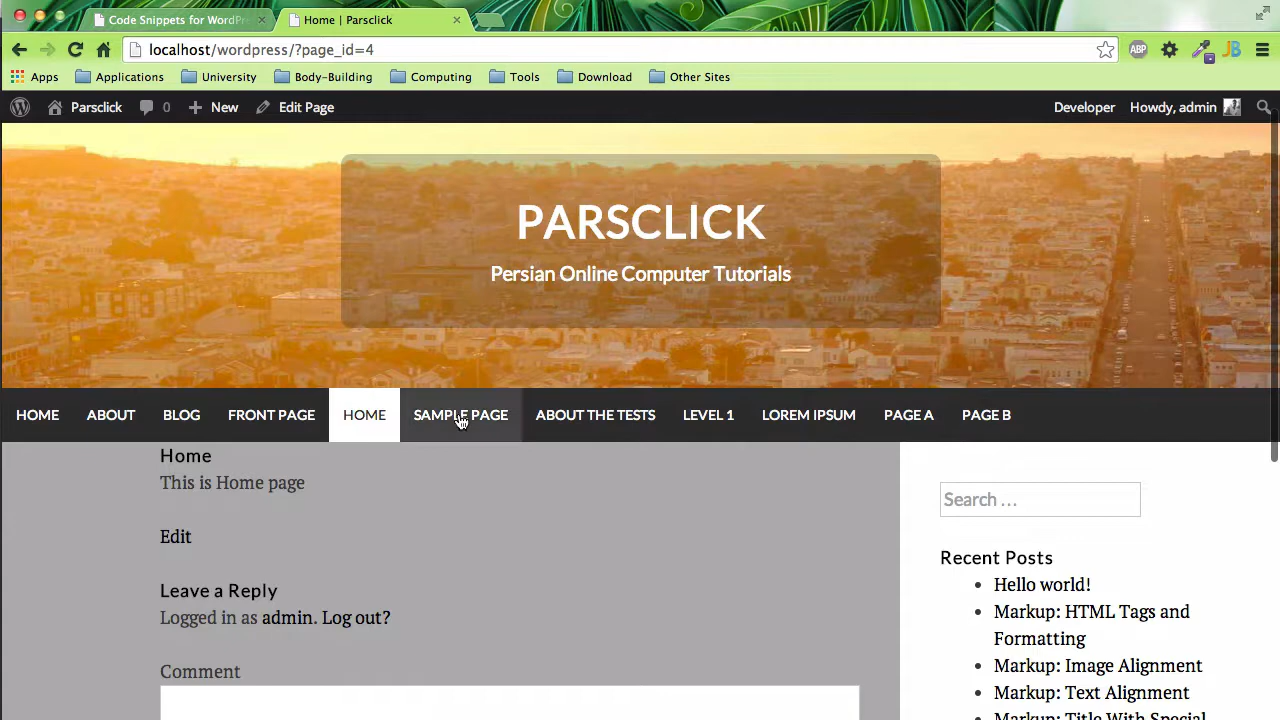 Code Snippets for WordPr
Home | Parsclick
localhost/wordpress/?page_id=4
ABP
JB
Apps
Applications
University
Body-Building
Computing
Tools
Download
Other Sites
Parsclick
0
New
Edit Page
Developer
Howdy, admin
PARSCLICK
Persian Online Computer Tutorials
HOME
ABOUT
BLOG
FRONT PAGE
HOME
SAMPLE PAGE
ABOUT THE TESTS
LEVEL 1
LOREM IPSUM
PAGE A
PAGE B
Home
This is Home page
Edit
Leave a Reply
Logged in as admin. Log out?
Comment
Search ...
Recent Posts
Hello world!
Markup: HTML Tags and
Formatting
Markup: Image Alignment
Markup: Text Alignment
Markup: Title With Special